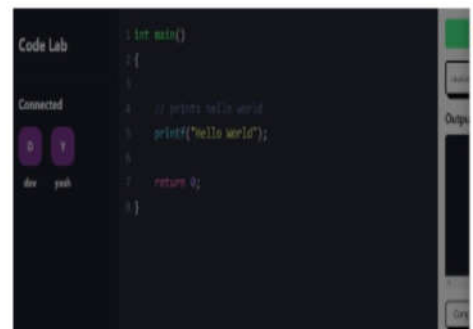 Code Lab
Connected
D Y
dev yash
1 int main()
2 {
3
4 // prints hello world
5 printf("Hello World");
6
7 return 0;
8 }
Outpu